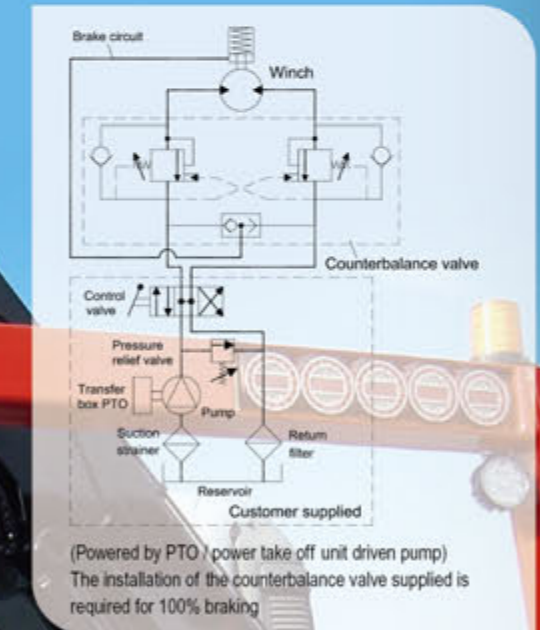 Brake circuit
Winch
Counterbalance valve
Control
valve
Pressure
relief valve
Transfer
box PTO
Pump
Suction
strainer
Return
filter
Reservoir
Customer supplied
(Powered by PTO / power take off unit driven pump)
The installation of the counterbalance valve supplied is
required for 100% braking